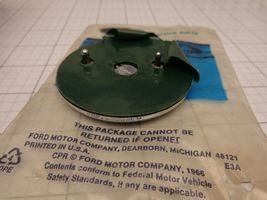 THIS PACKAGE CANNOT BE
RETURNED IF OPENED
FORD MOTOR COMPANY, DEARBORN, MICHIGAN 48121
PRINTED IN U.S.A. E3A
CPR © FORD MOTOR COMPANY, 1966
Contents conform to Federal Motor Vehicle
Safety Standards, if any are applicable.